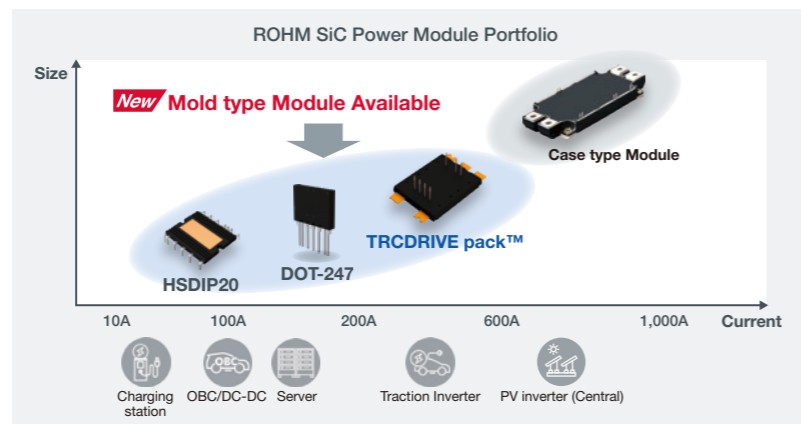 ROHM SiC Power Module Portfolio
Size
New Mold type Module Available
Case type Module
TRCDRIVE pack™
DOT-247
HSDIP20
10A 100A 200A 600A 1,000A Current
OBC
Charging station
OBC/DC-DC
Server
Traction Inverter
PV inverter (Central)